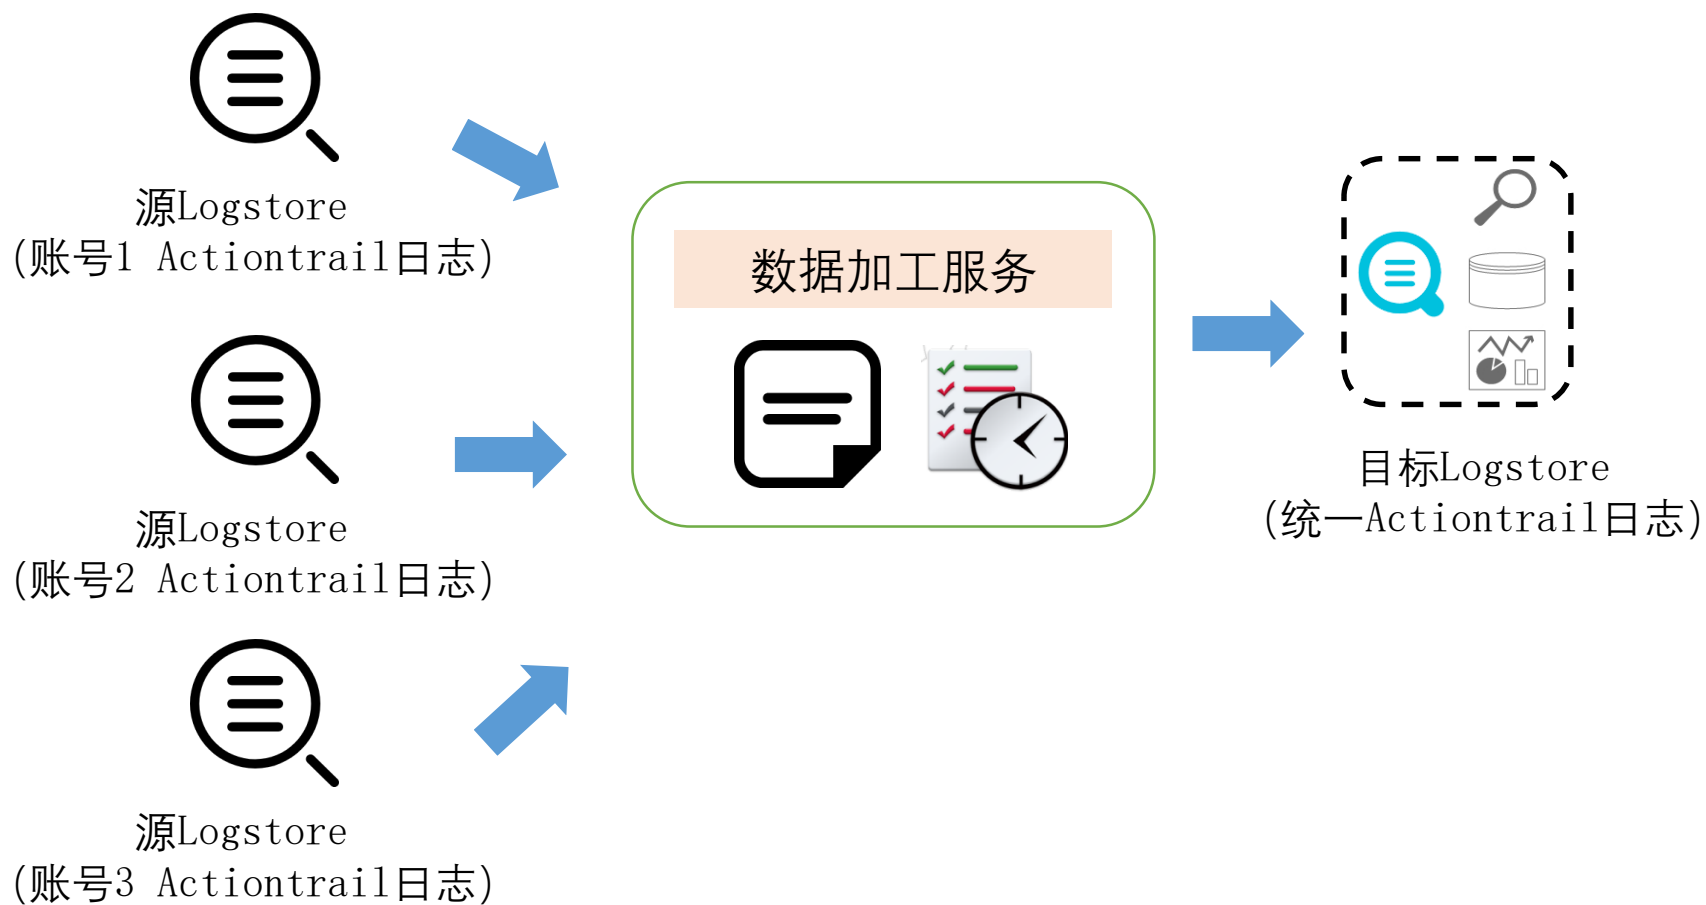 源Logstore
(账号1 Actiontrail日志)
源Logstore
(账号2 Actiontrail日志)
源Logstore
(账号3 Actiontrail日志)
数据加工服务
目标Logstore
(统一Actiontrail日志)